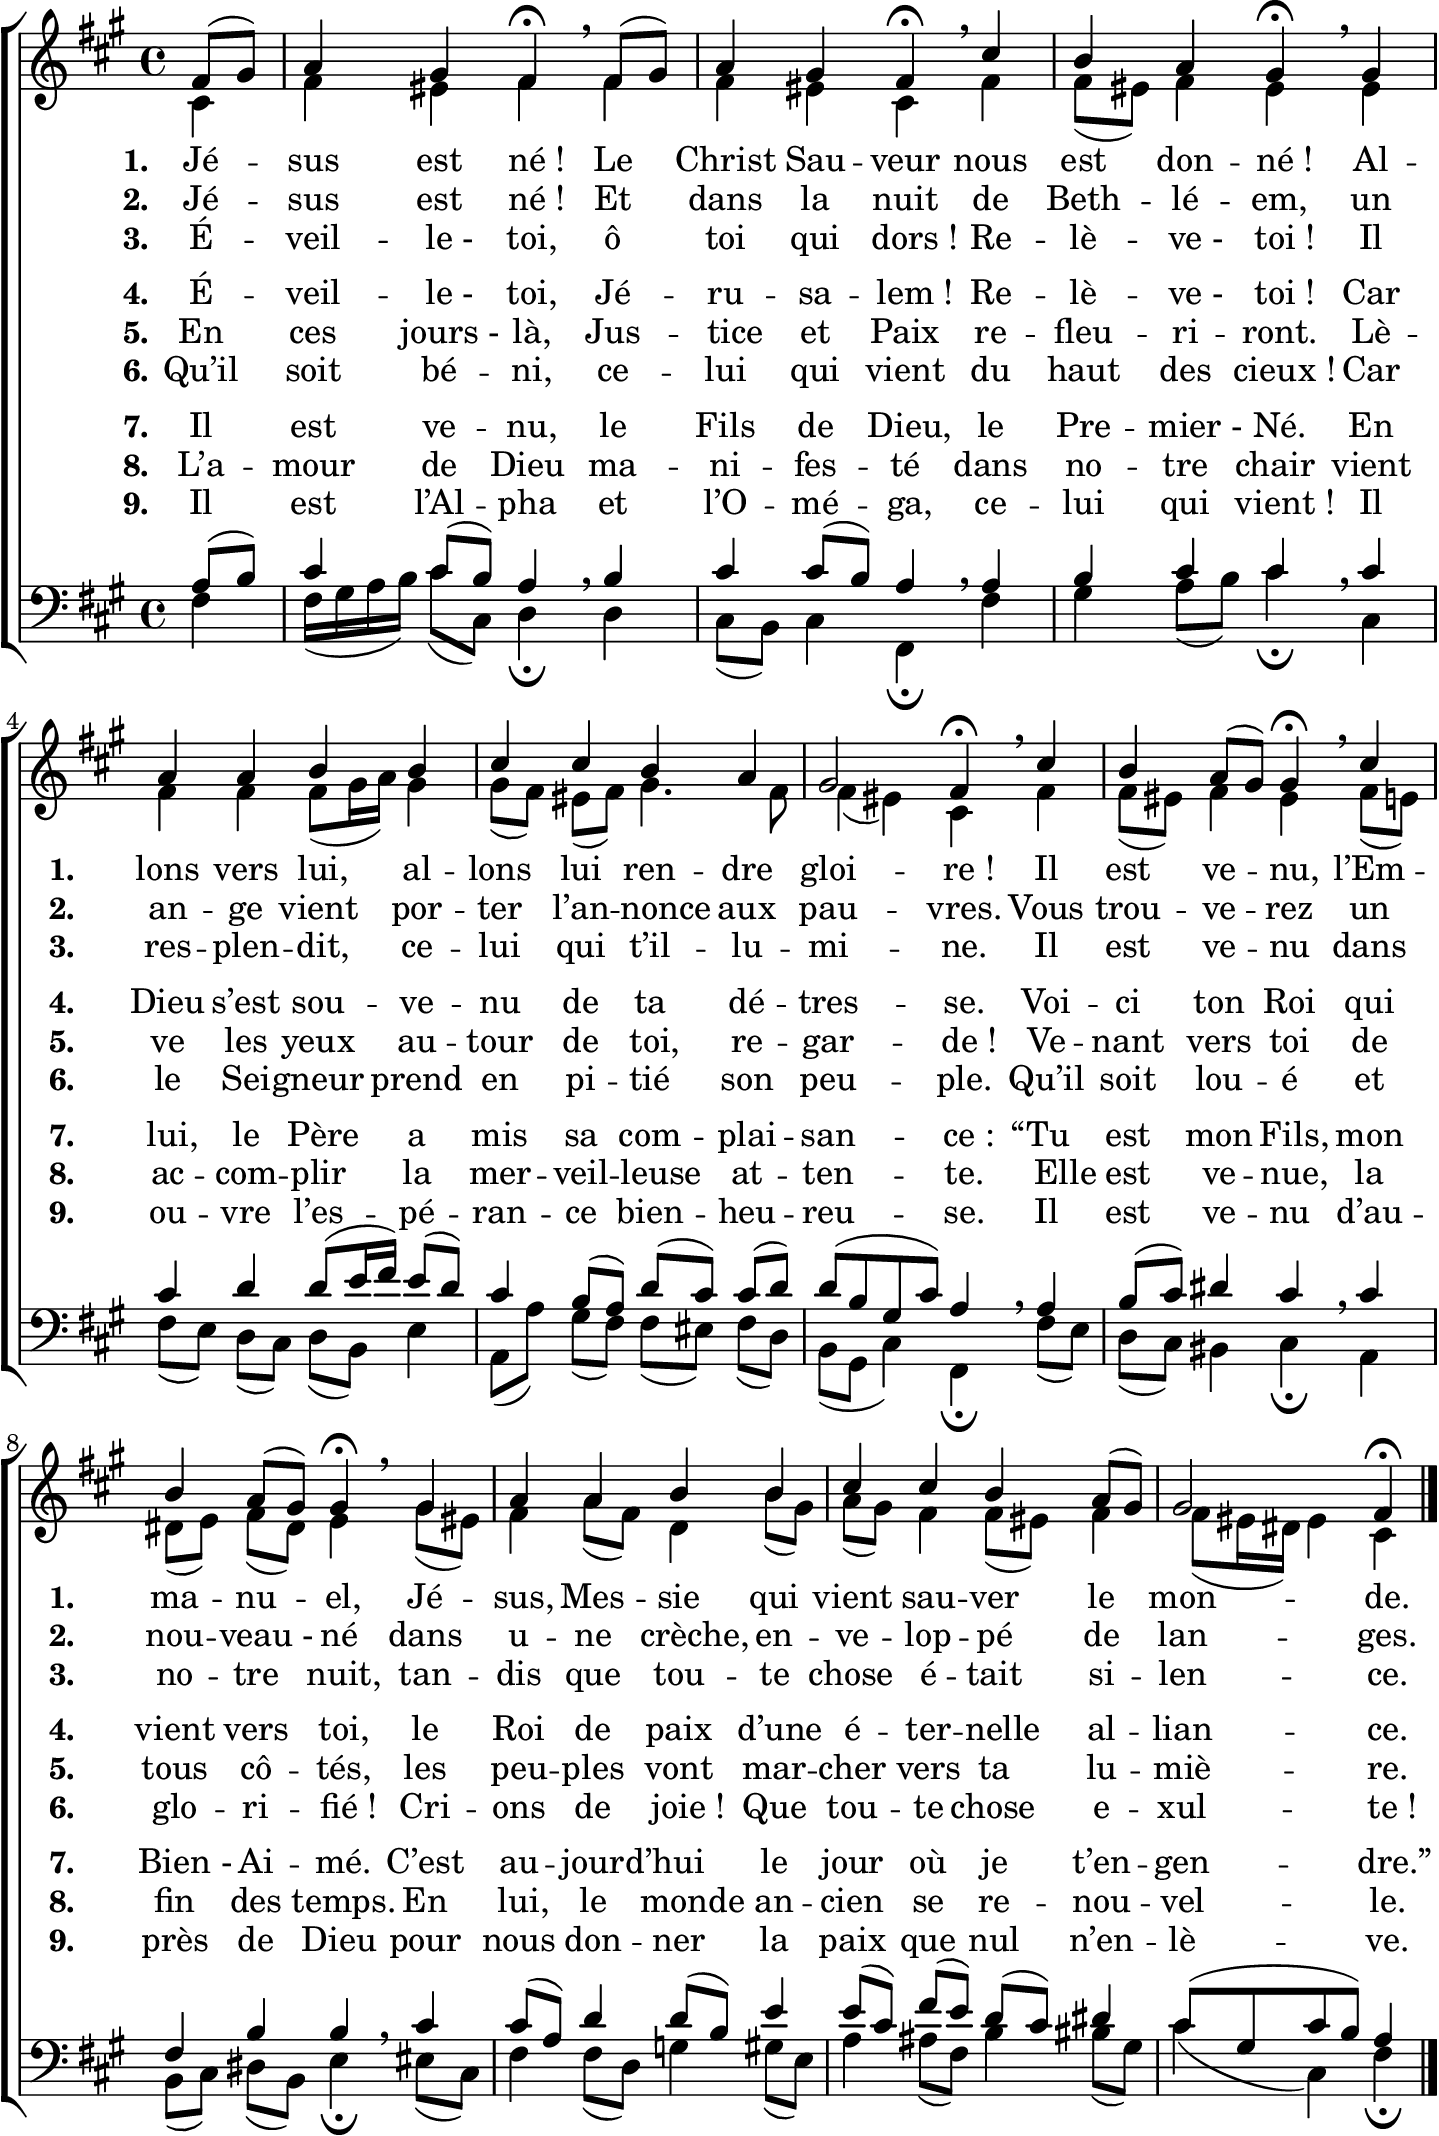 1. Jé -- sus est né ! Le Christ Sau -- veur nous est don -- né ! Al --
2. Jé -- sus est né ! Et dans la nuit de Beth -- lé -- em, un
3. É -- veil -- le - toi, ô toi qui dors ! Re -- lè -- ve - toi ! Il
4. É -- veil -- le - toi, Jé -- ru -- sa -- lem ! Re -- lè -- ve - toi ! Car
5. En ces jours - là, Jus -- tice et Paix re -- fleu -- ri -- ront. Lè --
6. Qu’il soit bé -- ni, ce -- lui qui vient du haut des cieux ! Car
7. Il est ve -- nu, le Fils de Dieu, le Pre -- mier - Né. En
8. L’a -- mour de Dieu ma -- ni -- fes -- té dans no -- tre chair vient
9. Il est l’Al -- pha et l’O -- mé -- ga, ce -- lui qui vient ! Il
4
1. lons vers lui, al -- lons lui ren -- dre gloi -- re ! Il est ve -- nu, l’Em --
2. an -- ge vient por -- ter l’an -- nonce aux pau -- vres. Vous trou -- ve -- rez un
3. res -- plen -- dit, ce -- lui qui t’il -- lu -- mi -- ne. Il est ve -- nu dans
4. Dieu s’est sou -- ve -- nu de ta dé -- tres -- se. Voi -- ci ton Roi qui
5. ve les yeux au -- tour de toi, re -- gar -- de ! Ve -- nant vers toi de
6. le Sei -- gneur prend en pi -- tié son peu -- ple. Qu’il soit lou -- é et
7. lui, le Père a mis sa com -- plai -- san -- ce : “Tu est mon Fils, mon
8. ac -- com -- plir la mer -- veil -- leuse at -- ten -- te. Elle est ve -- nue, la
9. ou -- vre l’es -- pé -- ran -- ce bien -- heu -- reu -- se. Il est ve -- nu d’au --
8
1. ma -- nu -- el, Jé -- sus, Mes -- sie qui vient sau -- ver le mon -- de.
2. nou -- veau - né dans u -- ne crèche, en -- ve -- lop -- pé de lan -- ges.
3. no -- tre nuit, tan -- dis que tou -- te chose é -- tait si -- len -- ce.
4. vient vers toi, le Roi de paix d’une é -- ter -- nelle al -- lian -- ce.
5. tous cô -- tés, les peu -- ples vont mar -- cher vers ta lu -- miè -- re.
6. glo -- ri -- fié ! Cri -- ons de joie ! Que tou -- te chose e -- xul -- te !
7. Bien - Ai -- mé. C’est au -- jourd’hui le jour où je t’en -- gen -- dre.”
8. fin des temps. En lui, le monde an -- cien se re -- nou -- vel -- le.
9. près de Dieu pour nous don -- ner la paix que nul n’en -- lè -- ve.